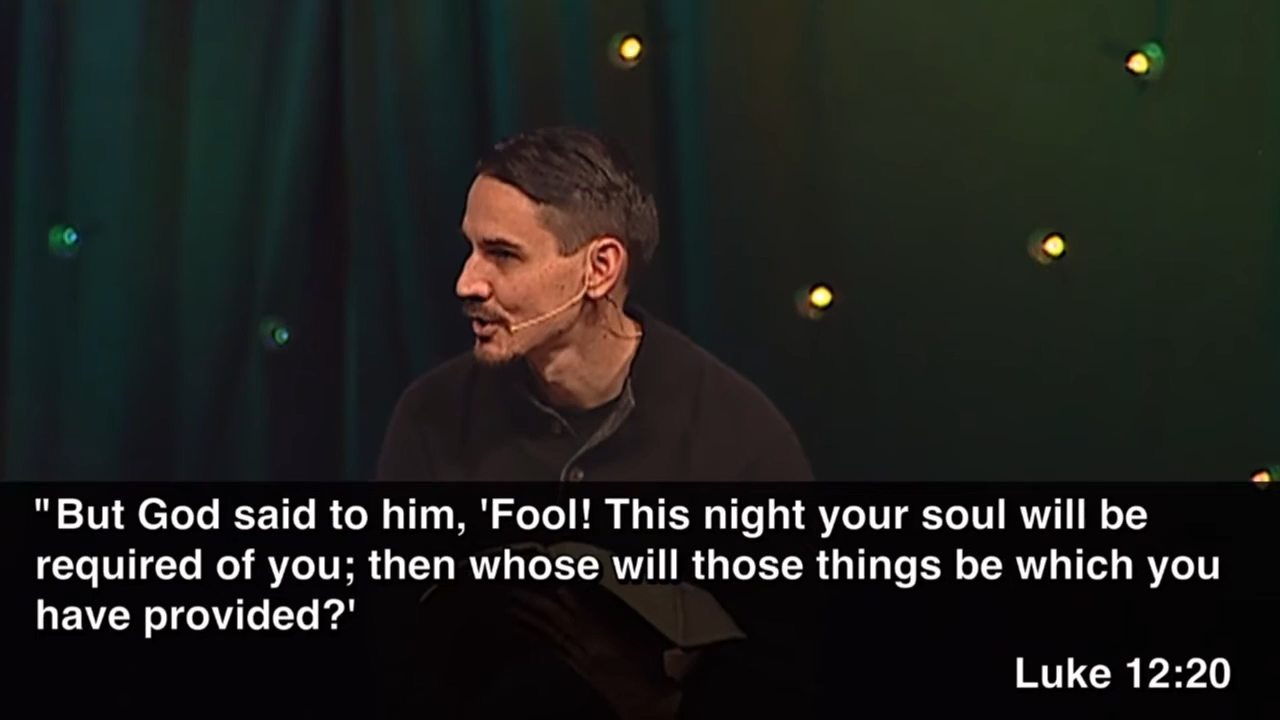 "But God said to him, 'Fool! This night your soul will be
required of you; then whose will those things be which you
have provided?'
Luke 12:20